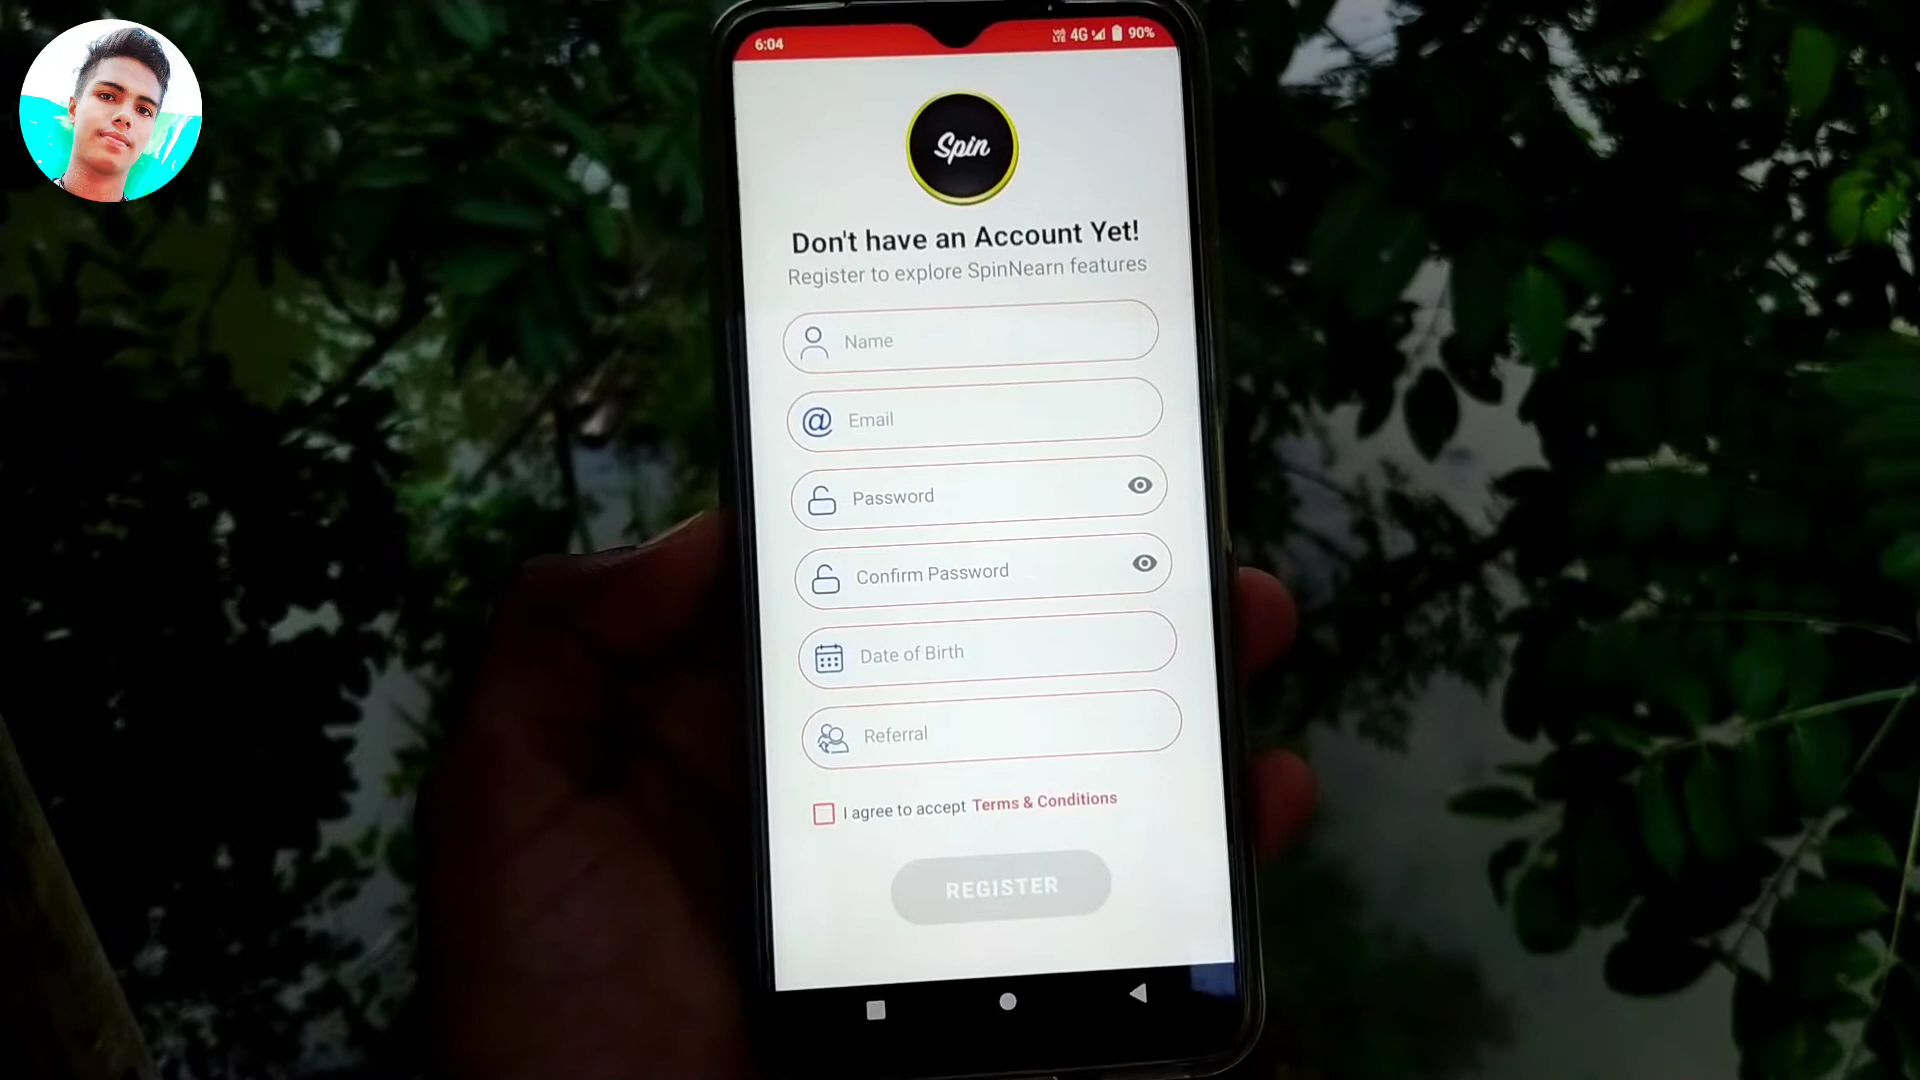 6:04
4G 90%
Spin
Don't have an Account Yet!
Register to explore SpinNearn features
Name
@ Email
Password
Confirm Password
Date of Birth
Referral
I agree to accept Terms & Conditions
REGISTER